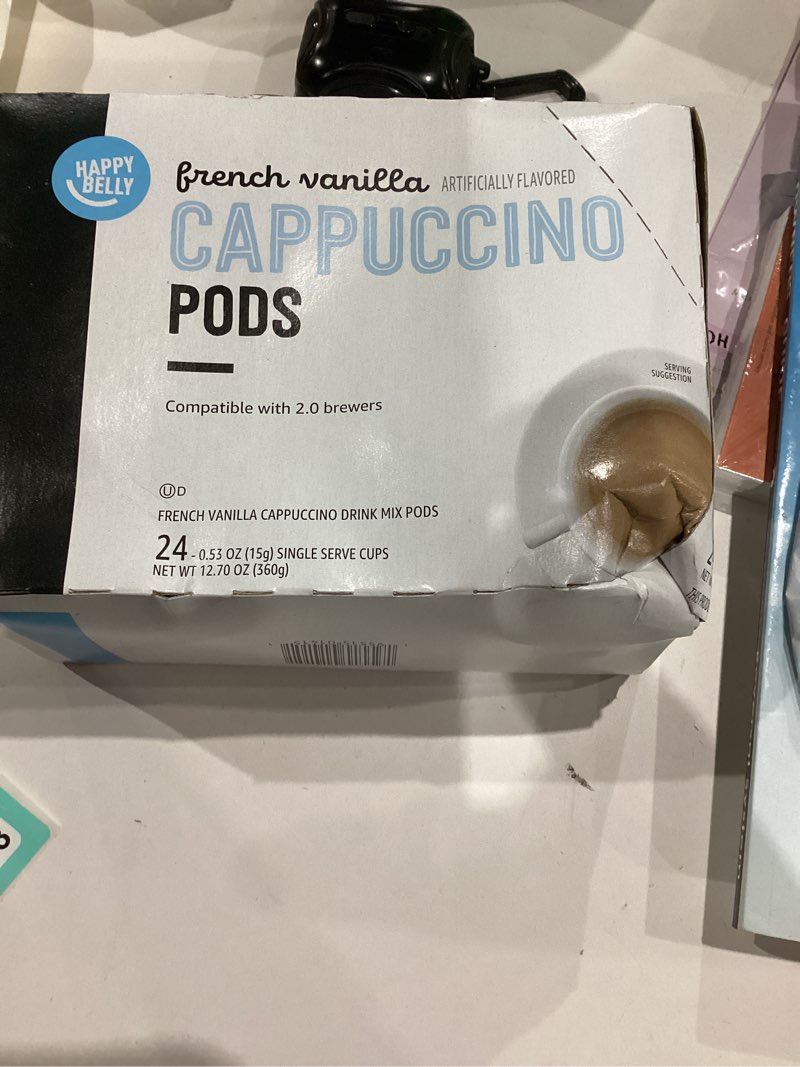 HAPPY
BELLY
french vanilla ARTIFICIALLY FLAVORED
CAPPUCCINO
PODS
SERVING
SUGGESTION
Compatible with 2.0 brewers
U D
FRENCH VANILLA CAPPUCCINO DRINK MIX PODS
24 - 0.53 OZ (15g) SINGLE SERVE CUPS
NET WT 12.70 OZ (360g)
NET